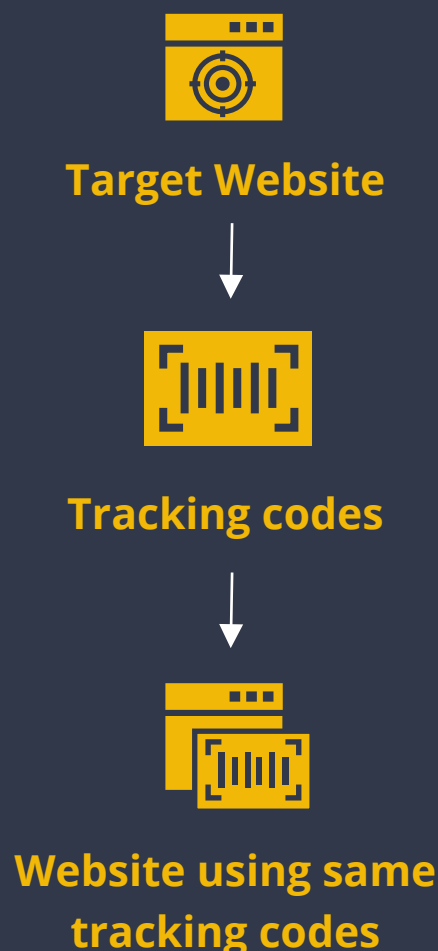 Target Website
Tracking codes
Website using same
tracking codes